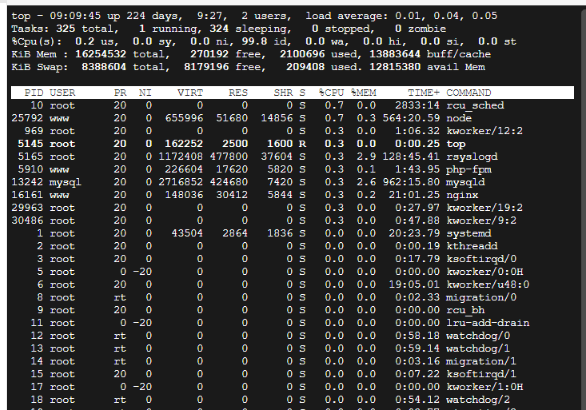 top - 09:09:45 up 224 days,  9:27,  2 users,  load average: 0.01, 0.04, 0.05
Tasks: 325 total,   1 running, 324 sleeping,   0 stopped,   0 zombie
%Cpu(s):  0.2 us,  0.0 sy,  0.0 ni, 99.8 id,  0.0 wa,  0.0 hi,  0.0 si,  0.0 st
KiB Mem : 16254532 total,   270192 free,  2100696 used, 13883644 buff/cache
KiB Swap:  8388604 total,  8179196 free,   209408 used. 12815380 avail Mem
PID USER PR NI VIRT RES SHR S %CPU %MEM TIME+ COMMAND
10 root 20 0 0 0 0 S 0.7 0.0 2833:14 rcu_sched
25792 www 20 0 655996 51680 14856 S 0.7 0.3 564:20.59 node
969 root 20 0 0 0 0 S 0.3 0.0 1:06.32 kworker/12:2
5145 root 20 0 162252 2500 1600 R 0.3 0.0 0:00.25 top
5165 root 20 0 1172408 477800 37604 S 0.3 2.9 128:45.41 rsyslogd
5910 www 20 0 226604 17620 5820 S 0.3 0.1 1:43.95 php-fpm
13242 mysql 20 0 2716852 424680 7420 S 0.3 2.6 962:15.80 mysqld
16161 www 20 0 148036 30412 5844 S 0.3 0.2 21:01.25 nginx
29963 root 20 0 0 0 0 S 0.3 0.0 0:27.97 kworker/19:2
30486 root 20 0 0 0 0 S 0.3 0.0 0:47.88 kworker/9:2
1 root 20 0 43504 2864 1836 S 0.0 0.0 20:23.79 systemd
2 root 20 0 0 0 0 S 0.0 0.0 0:00.19 kthreadd
3 root 20 0 0 0 0 S 0.0 0.0 0:17.79 ksoftirqd/0
5 root 0 -20 0 0 0 S 0.0 0.0 0:00.00 kworker/0:0H
6 root 20 0 0 0 0 S 0.0 0.0 19:05.01 kworker/u48:0
8 root rt 0 0 0 0 S 0.0 0.0 0:02.33 migration/0
9 root 20 0 0 0 0 S 0.0 0.0 0:00.00 rcu_bh
11 root 0 -20 0 0 0 S 0.0 0.0 0:00.00 lru-add-drain
12 root rt 0 0 0 0 S 0.0 0.0 0:58.18 watchdog/0
13 root rt 0 0 0 0 S 0.0 0.0 0:59.14 watchdog/1
14 root rt 0 0 0 0 S 0.0 0.0 0:03.16 migration/1
15 root 20 0 0 0 0 S 0.0 0.0 0:07.22 ksoftirqd/1
17 root 0 -20 0 0 0 S 0.0 0.0 0:00.00 kworker/1:0H
18 root rt 0 0 0 0 S 0.0 0.0 0:54.12 watchdog/2